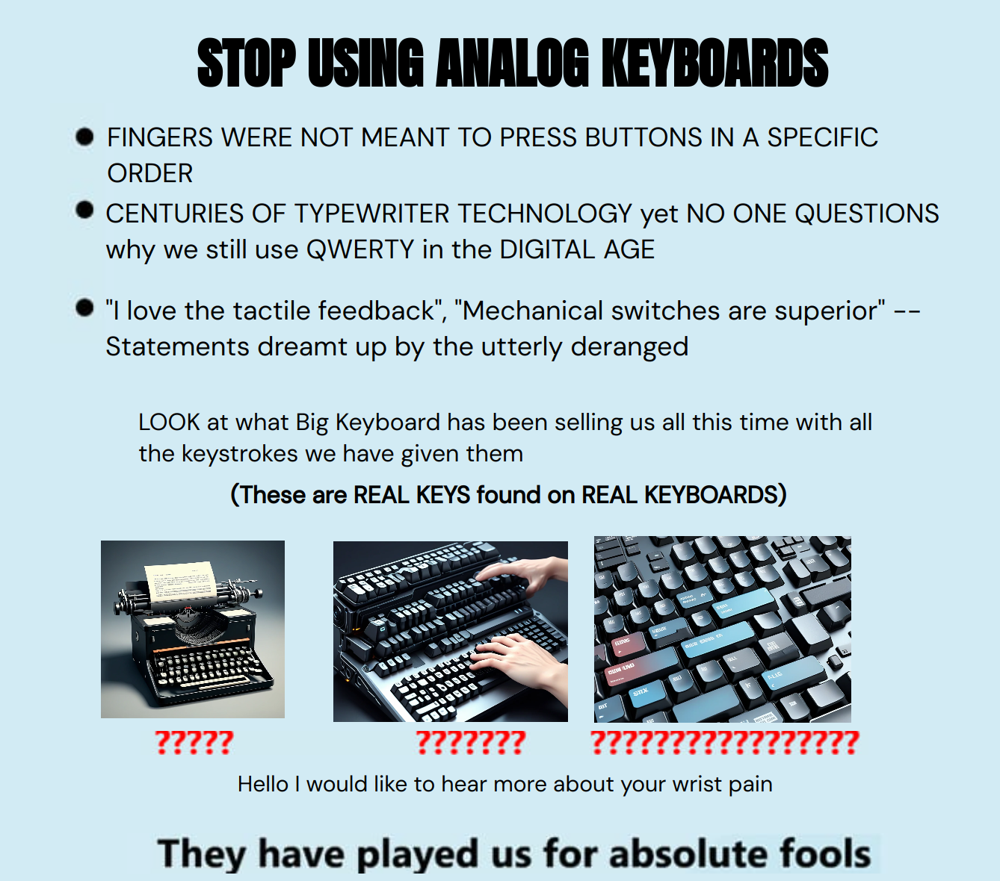 STOP USING ANALOG KEYBOARDS
FINGERS WERE NOT MEANT TO PRESS BUTTONS IN A SPECIFIC
ORDER
CENTURIES OF TYPEWRITER TECHNOLOGY yet NO ONE QUESTIONS
why we still use QWERTY in the DIGITAL AGE
"I love the tactile feedback", "Mechanical switches are superior" --
Statements dreamt up by the utterly deranged
LOOK at what Big Keyboard has been selling us all this time with all
the keystrokes we have given them
(These are REAL KEYS found on REAL KEYBOARDS)
????? ??????? ?????????????????
Hello I would like to hear more about your wrist pain
They have played us for absolute fools